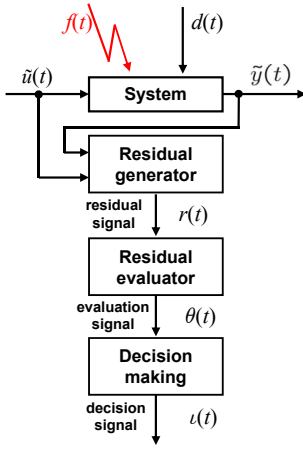 f(t)
d(t)
ũ(t)
System
ỹ(t)
Residual
generator
residual
signal
r(t)
Residual
evaluator
evaluation
signal
θ(t)
Decision
making
decision
signal
ι(t)